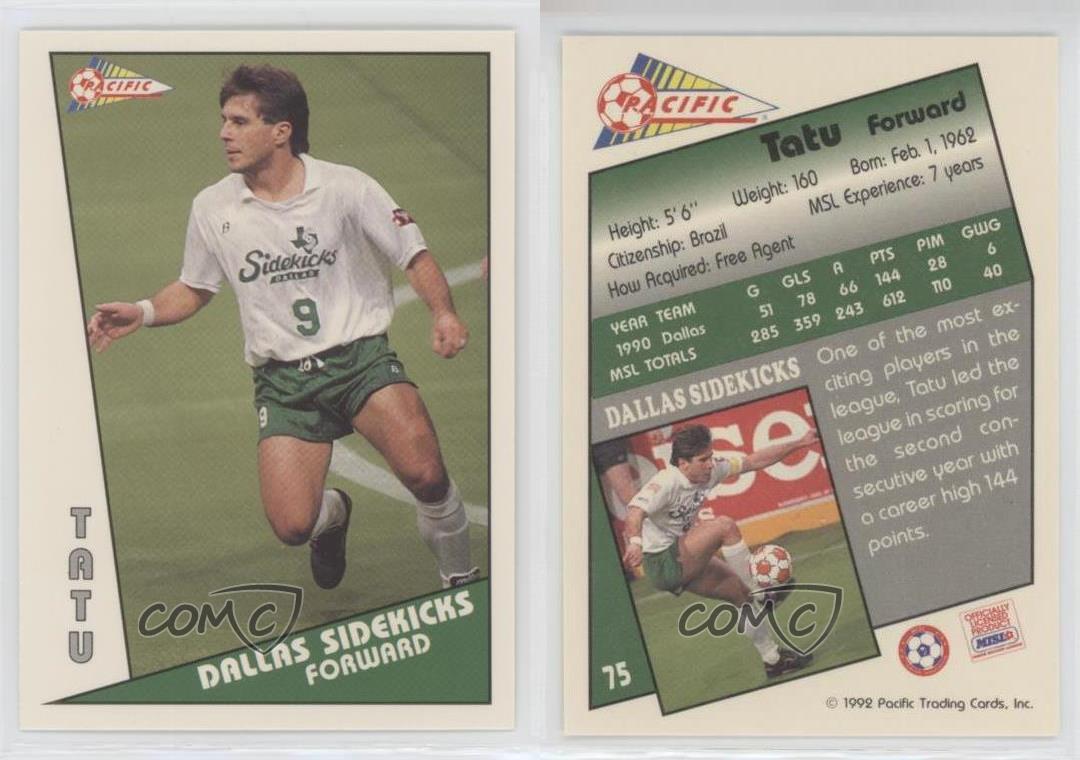 PACIFIC
B
Sidekicks
DALLAS
9
B
9
TATU
COMC
DALLAS SIDEKICKS
FORWARD
PACIFIC
Tatu Forward
Height: 5' 6" Weight: 160 Born: Feb. 1, 1962
Citizenship: Brazil MSL Experience: 7 years
How Acquired: Free Agent
YEAR TEAM G GLS A PTS PIM GWG
1990 Dallas 51 78 66 144 28 6
MSL TOTALS 285 359 243 612 110 40
DALLAS SIDEKICKS
One of the most ex-
citing players in the
league, Tatu led the
league in scoring for
the second con-
secutive year with
a career high 144
points.
COMC
75
OFFICIALLY
LICENSED
PRODUCT
MISL
© 1992 Pacific Trading Cards, Inc.